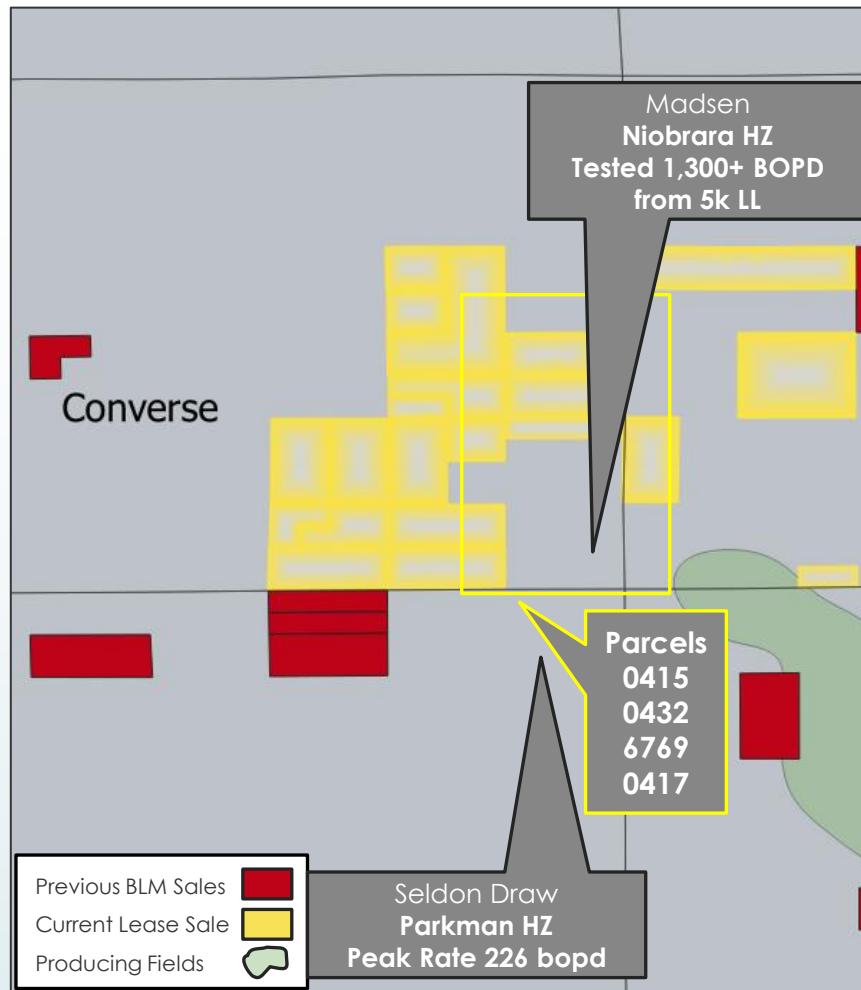 Madsen
Niobrara HZ
Tested 1,300+ BOPD
from 5k LL
Converse
Parcels
0415
0432
6769
0417
Previous BLM Sales
Current Lease Sale
Producing Fields
Seldon Draw
Parkman HZ
Peak Rate 226 bopd